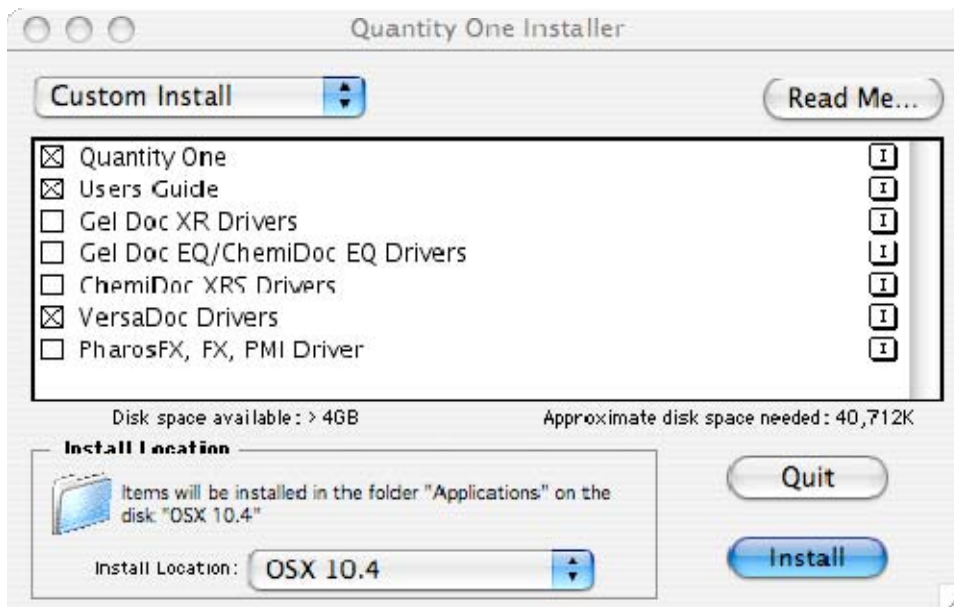 Quantity One Installer
Custom Install
Read Me...
Quantity One
Users Guide
Gel Doc XR Drivers
Gel Doc EQ/ChemiDoc EQ Drivers
ChemiDoc XRS Drivers
VersaDoc Drivers
PharosFX, FX, PMI Driver
Disk space available: > 4GB
Approximate disk space needed: 40,712K
Install Location
Items will be installed in the folder "Applications" on the
disk "OSX 10.4"
Quit
Install Location: OSX 10.4
Install